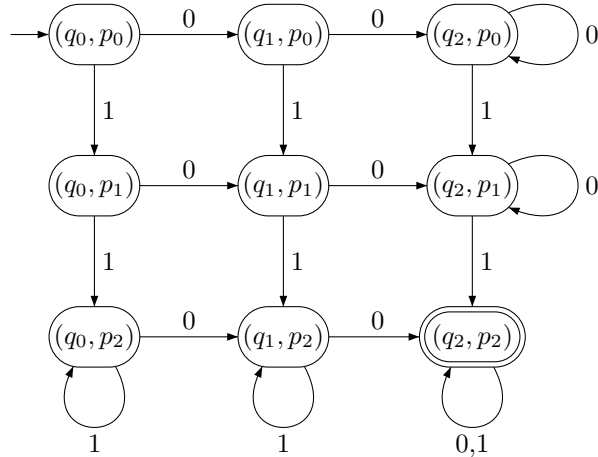 (q₀, p₀) 0 (q₁, p₀) 0 (q₂, p₀) 0
1 1 1
(q₀, p₁) 0 (q₁, p₁) 0 (q₂, p₁) 0
1 1 1
(q₀, p₂) 0 (q₁, p₂) 0 (q₂, p₂)
1 1 0,1